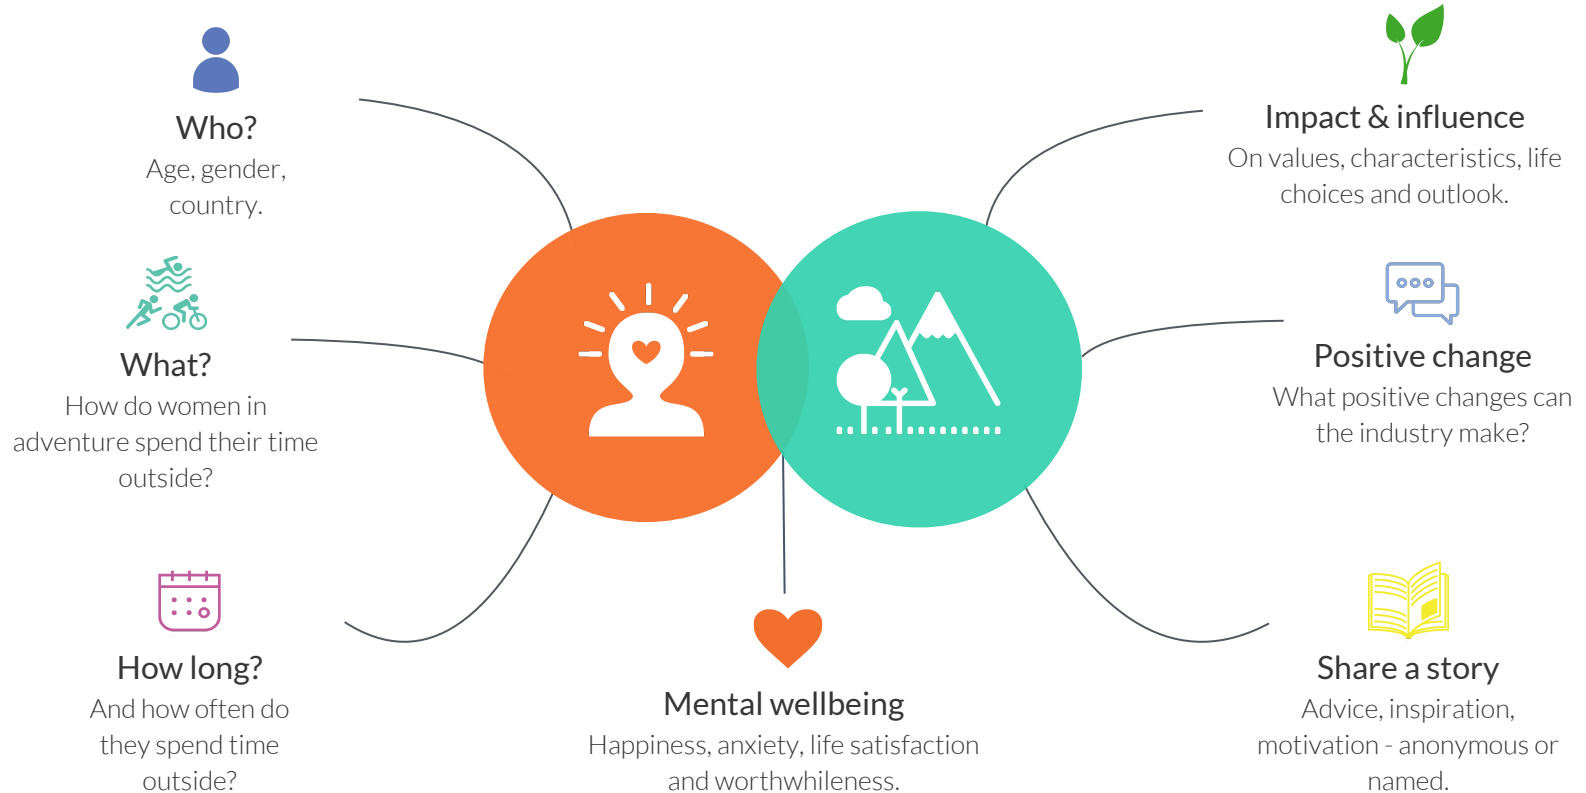 Who?
Age, gender,
country.
What?
How do women in
adventure spend their time
outside?
How long?
And how often do
they spend time
outside?
Mental wellbeing
Happiness, anxiety, life satisfaction
and worthwhileness.
Impact & influence
On values, characteristics, life
choices and outlook.
Positive change
What positive changes can
the industry make?
Share a story
Advice, inspiration,
motivation - anonymous or
named.